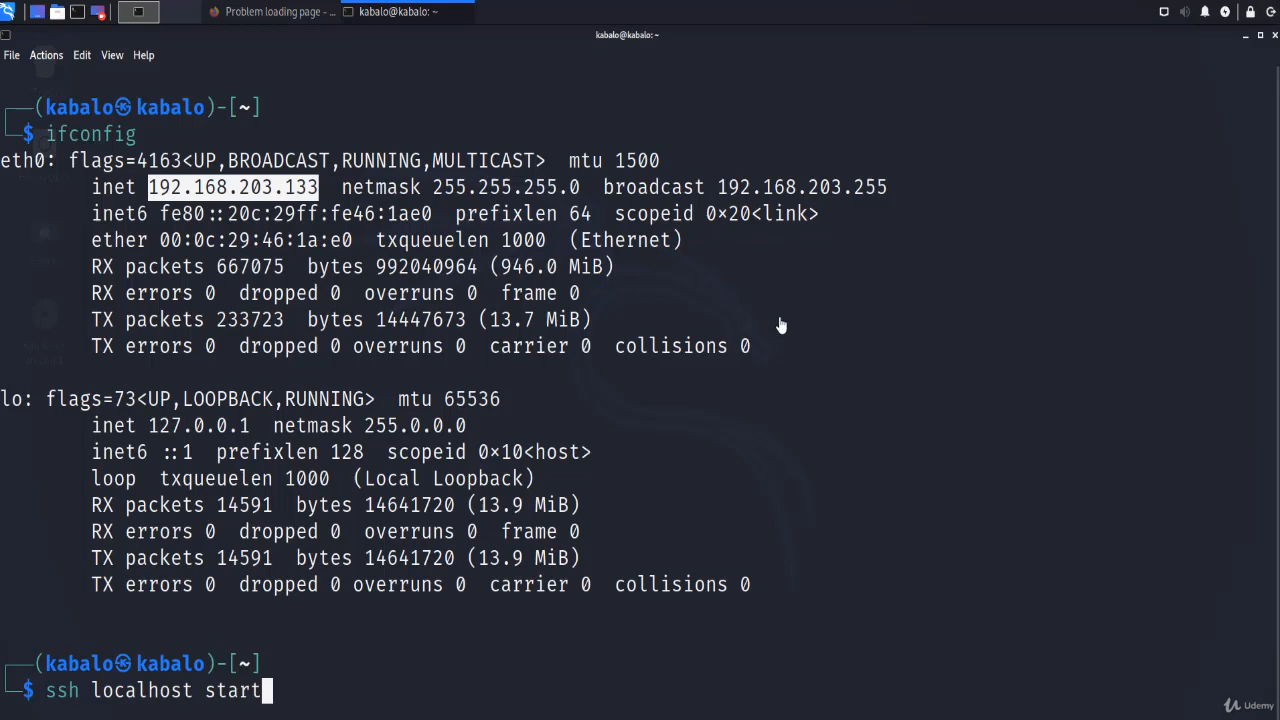 Problem loading page - ...
kabalo@kabalo: ~
kabalo@kabalo: ~
File Actions Edit View Help
(kabalo㉿kabalo)-[~]
$ ifconfig
eth0: flags=4163<UP,BROADCAST,RUNNING,MULTICAST> mtu 1500
inet 192.168.203.133 netmask 255.255.255.0 broadcast 192.168.203.255
inet6 fe80::20c:29ff:fe46:1ae0 prefixlen 64 scopeid 0×20<link>
ether 00:0c:29:46:1a:e0 txqueuelen 1000 (Ethernet)
RX packets 667075 bytes 992040964 (946.0 MiB)
RX errors 0 dropped 0 overruns 0 frame 0
TX packets 233723 bytes 14447673 (13.7 MiB)
TX errors 0 dropped 0 overruns 0 carrier 0 collisions 0
lo: flags=73<UP,LOOPBACK,RUNNING> mtu 65536
inet 127.0.0.1 netmask 255.0.0.0
inet6 ::1 prefixlen 128 scopeid 0×10<host>
loop txqueuelen 1000 (Local Loopback)
RX packets 14591 bytes 14641720 (13.9 MiB)
RX errors 0 dropped 0 overruns 0 frame 0
TX packets 14591 bytes 14641720 (13.9 MiB)
TX errors 0 dropped 0 overruns 0 carrier 0 collisions 0
(kabalo㉿kabalo)-[~]
$ ssh localhost start
Udemy